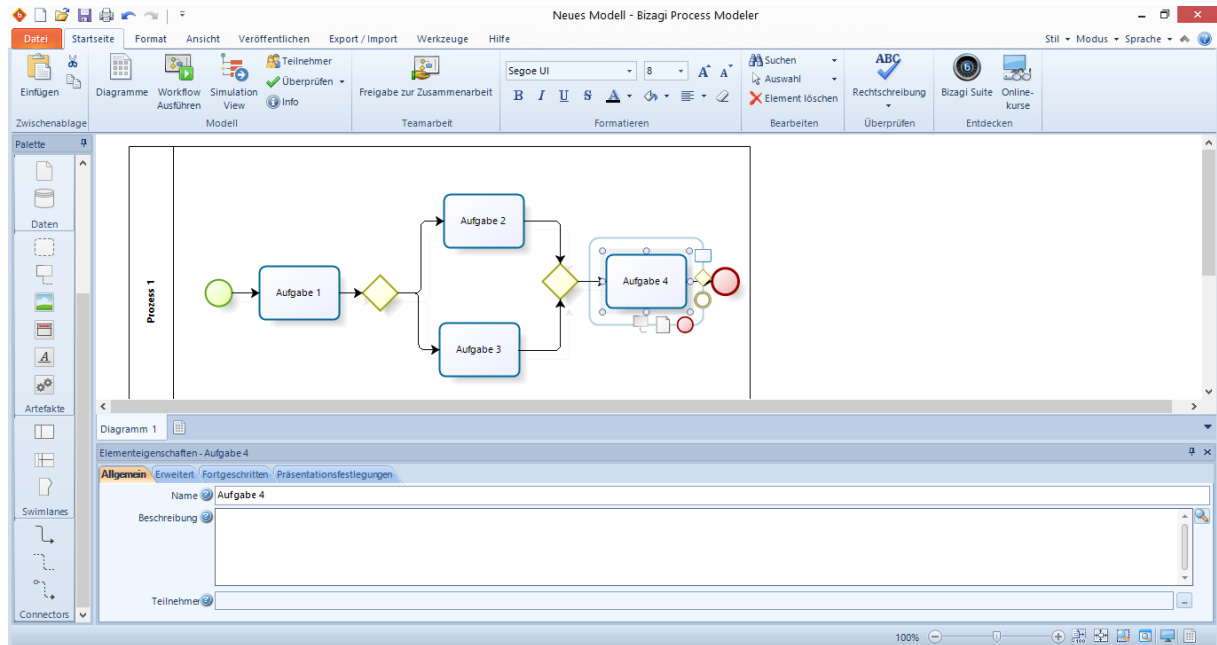 Neues Modell - Bizagi Process Modeler
Datei Startseite Format Ansicht Veröffentlichen Export / Import Werkzeuge Hilfe Stil Modus Sprache
Einfügen
Zwischenablage
Diagramme Workflow Ausführen Simulation View
Teilnehmer
Überprüfen
Info
Modell
Freigabe zur Zusammenarbeit
Teamarbeit
Segoe UI 8 A A
B I U S A
Formatieren
Suchen
Auswahl
Element löschen
Bearbeiten
ABC
Rechtschreibung
Überprüfen
Bizagi Suite Online-kurse
Entdecken
Palette
Daten
A
Artefakte
Swimlanes
Connectors
Prozess 1
Aufgabe 1
Aufgabe 2
Aufgabe 3
Aufgabe 4
Diagramm 1
Elementeigenschaften - Aufgabe 4
Allgemein Erweitert Fortgeschritten Präsentationsfestlegungen
Name Aufgabe 4
Beschreibung
Teilnehmer ...
100%